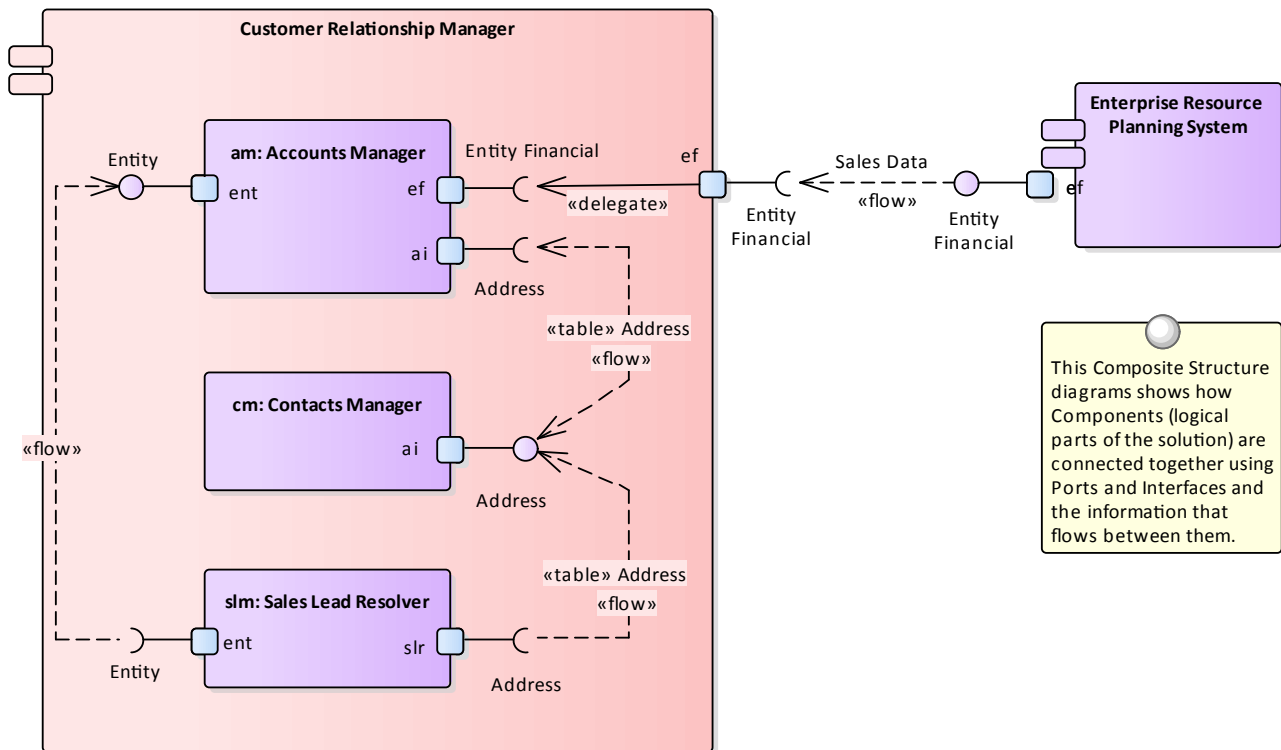 Customer Relationship Manager
Enterprise Resource
Planning System
am: Accounts Manager
Entity
ent
Entity Financial
ef
«delegate»
ef
Entity
Financial
Sales Data
«flow»
Entity
Financial
ef
ai
Address
«table» Address
«flow»
cm: Contacts Manager
ai
Address
«flow»
«table» Address
«flow»
slm: Sales Lead Resolver
ent
Entity
slr
Address
This Composite Structure
diagrams shows how
Components (logical
parts of the solution) are
connected together using
Ports and Interfaces and
the information that
flows between them.